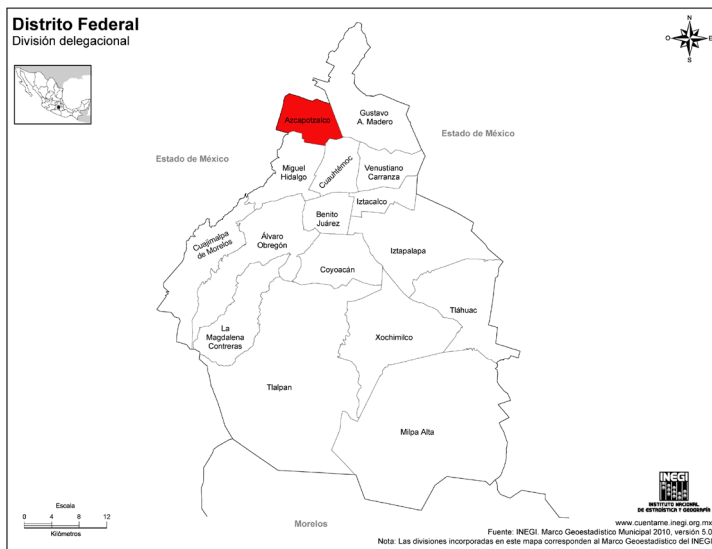 Distrito Federal
División delegacional
N
O
E
S
Azcapotzalco
Gustavo
A. Madero
Estado de México
Estado de México
Miguel
Hidalgo
Cuauhtémoc
Venustiano
Carranza
Iztacalco
Benito
Juárez
Cuajimalpa
de Morelos
Álvaro
Obregón
Iztapalapa
Coyoacán
Tláhuac
La
Magdalena
Contreras
Xochimilco
Tlalpan
Milpa Alta
Escala
0 4 8 12
Kilómetros
Morelos
INEGI
INSTITUTO NACIONAL
DE ESTADÍSTICA Y GEOGRAFÍA
www.cuentame.inegi.org.mx
Fuente: INEGI. Marco Geoestadístico Municipal 2010, versión 5.0
Nota: Las divisiones incorporadas en este mapa corresponden al Marco Geoestadístico del INEGI